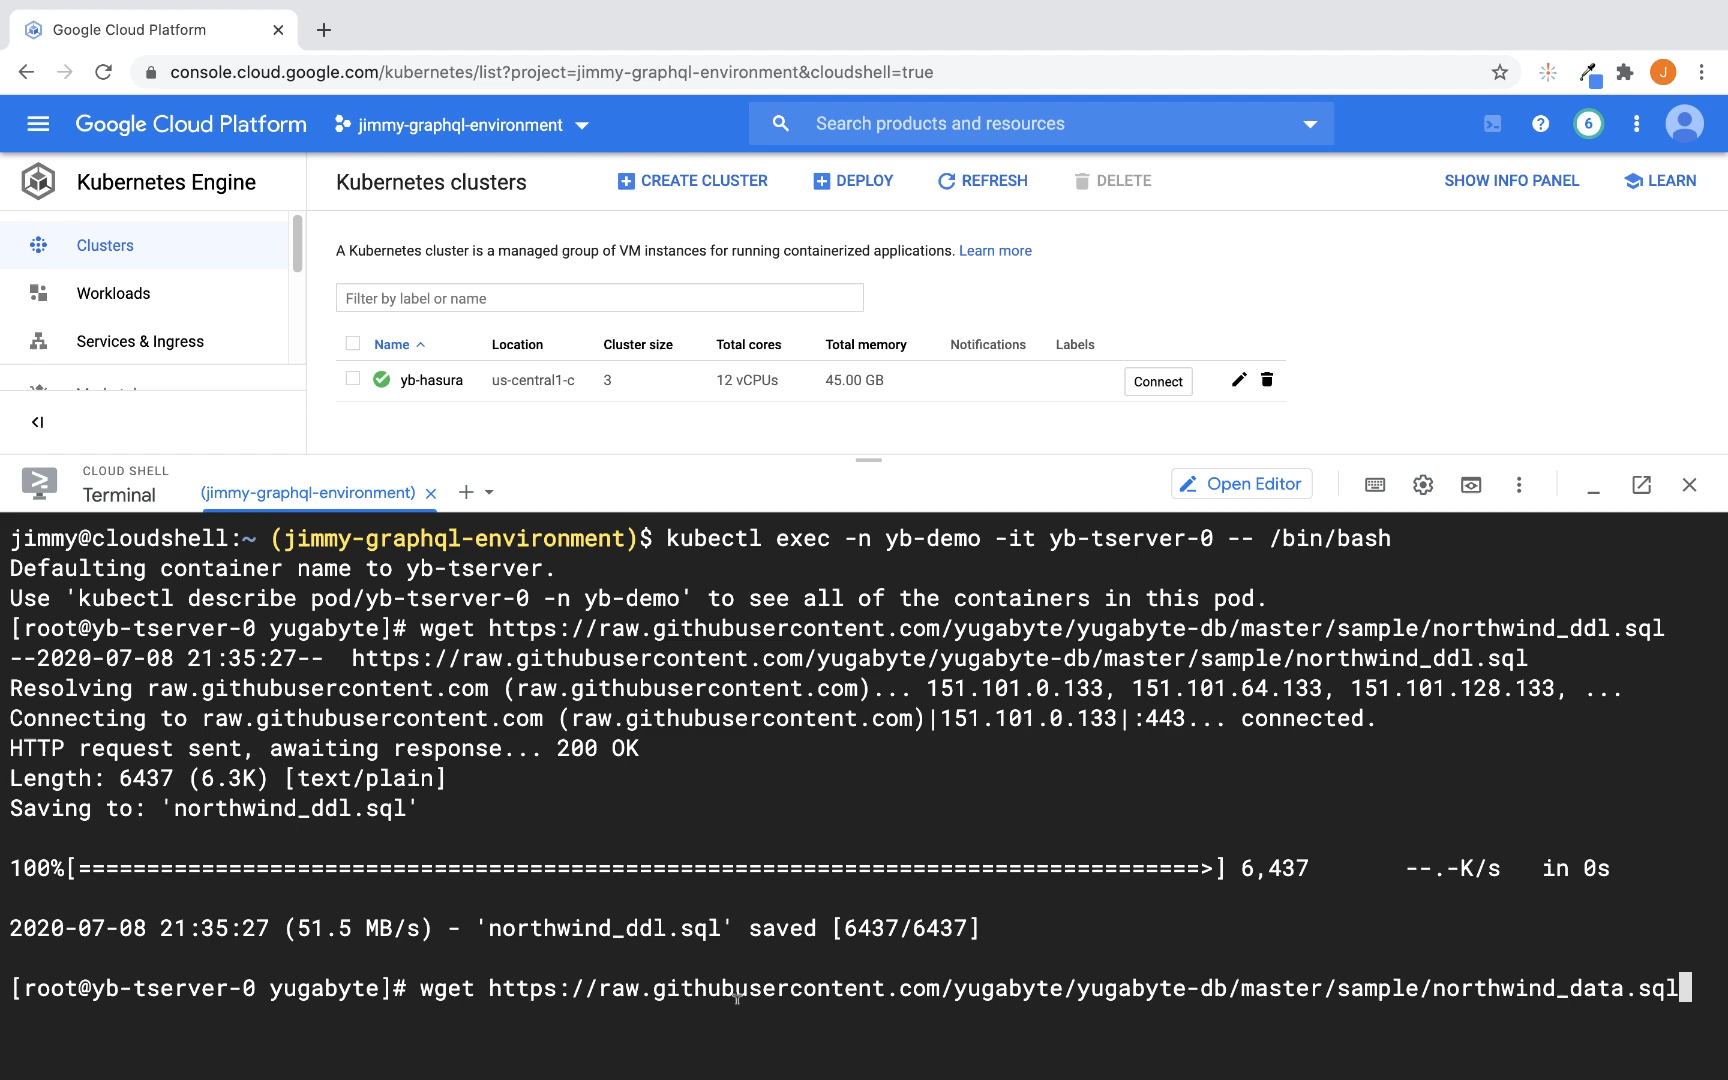 Google Cloud Platform
console.cloud.google.com/kubernetes/list?project=jimmy-graphql-environment&cloudshell=true
J
Google Cloud Platform
jimmy-graphql-environment
Search products and resources
6
Kubernetes Engine
Kubernetes clusters
CREATE CLUSTER
DEPLOY
REFRESH
DELETE
SHOW INFO PANEL
LEARN
Clusters
Workloads
Services & Ingress
A Kubernetes cluster is a managed group of VM instances for running containerized applications. Learn more
Filter by label or name
Name Location Cluster size Total cores Total memory Notifications Labels
yb-hasura us-central1-c 3 12 vCPUs 45.00 GB Connect
CLOUD SHELL
Terminal
(jimmy-graphql-environment)
Open Editor
jimmy@cloudshell:~ (jimmy-graphql-environment)$ kubectl exec -n yb-demo -it yb-tserver-0 -- /bin/bash
Defaulting container name to yb-tserver.
Use 'kubectl describe pod/yb-tserver-0 -n yb-demo' to see all of the containers in this pod.
[root@yb-tserver-0 yugabyte]# wget https://raw.githubusercontent.com/yugabyte/yugabyte-db/master/sample/northwind_ddl.sql
--2020-07-08 21:35:27--  https://raw.githubusercontent.com/yugabyte/yugabyte-db/master/sample/northwind_ddl.sql
Resolving raw.githubusercontent.com (raw.githubusercontent.com)... 151.101.0.133, 151.101.64.133, 151.101.128.133, ...
Connecting to raw.githubusercontent.com (raw.githubusercontent.com)|151.101.0.133|:443... connected.
HTTP request sent, awaiting response... 200 OK
Length: 6437 (6.3K) [text/plain]
Saving to: 'northwind_ddl.sql'
100%[==================================================================================>] 6,437       --.-K/s   in 0s
2020-07-08 21:35:27 (51.5 MB/s) - 'northwind_ddl.sql' saved [6437/6437]
[root@yb-tserver-0 yugabyte]# wget https://raw.githubusercontent.com/yugabyte/yugabyte-db/master/sample/northwind_data.sql